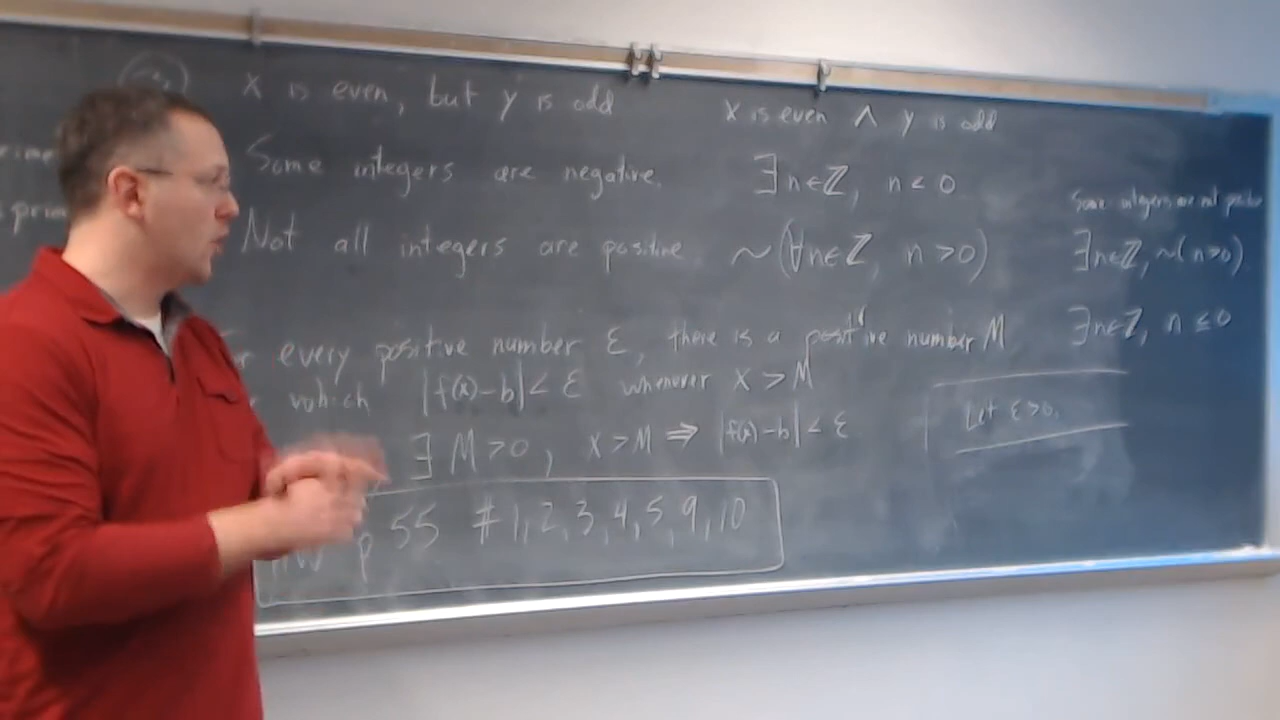 x is even, but y is odd
x is even ∧ y is odd
Some integers are negative.
∃ n∈ℤ, n < 0
Some integers are not
Not all integers are positive.
~(∀n∈ℤ, n > 0)
∃n∈ℤ, ~(n>0)
∃n∈ℤ, n ≤ 0
every positive number ε, there is a positive number M
which |f(x)-b| < ε whenever x > M
∃ M > 0, x > M ⇒ |f(x)-b| < ε
Let ε>0.
p 55 # 1, 2, 3, 4, 5, 9, 10